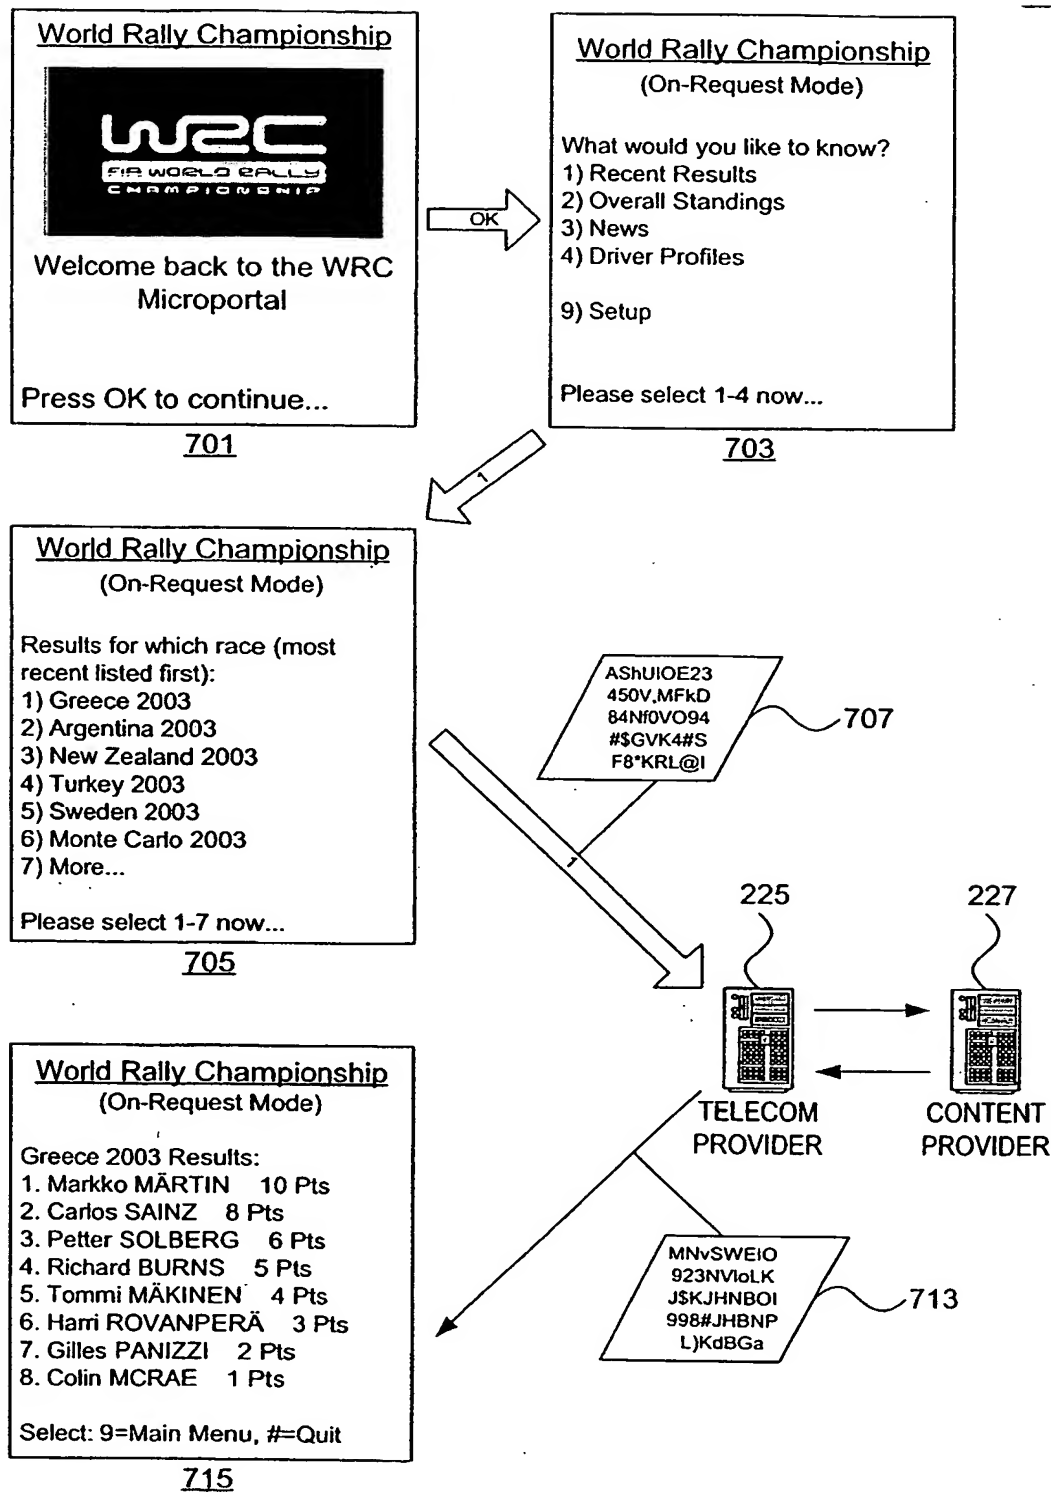 World Rally Championship
WRC
FIA WORLD RALLY
CHAMPIONSHIP
Welcome back to the WRC
Microportal
Press OK to continue...
701
OK
World Rally Championship
(On-Request Mode)
What would you like to know?
1) Recent Results
2) Overall Standings
3) News
4) Driver Profiles
9) Setup
Please select 1-4 now...
703
1
World Rally Championship
(On-Request Mode)
Results for which race (most
recent listed first):
1) Greece 2003
2) Argentina 2003
3) New Zealand 2003
4) Turkey 2003
5) Sweden 2003
6) Monte Carlo 2003
7) More...
Please select 1-7 now...
705
1
AShUIOE23
450V,MFkD
84Nf0VO94
#$GVK4#S
F8*KRL@I
707
225
227
TELECOM
PROVIDER
CONTENT
PROVIDER
World Rally Championship
(On-Request Mode)
Greece 2003 Results:
1. Markko MÄRTIN 10 Pts
2. Carlos SAINZ 8 Pts
3. Petter SOLBERG 6 Pts
4. Richard BURNS 5 Pts
5. Tommi MÄKINEN 4 Pts
6. Harri ROVANPERÄ 3 Pts
7. Gilles PANIZZI 2 Pts
8. Colin MCRAE 1 Pts
Select: 9=Main Menu, #=Quit
715
MNvSWEIO
923NVIoLK
J$KJHNBOI
998#JHBNP
L)KdBGa
713